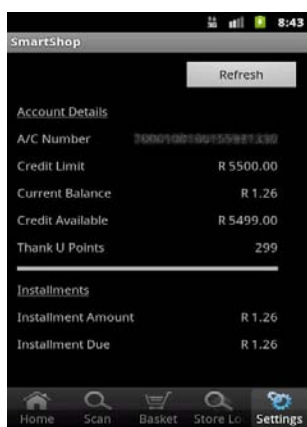 8:43
SmartShop
Refresh
Account Details
A/C Number
Credit Limit R 5500.00
Current Balance R 1.26
Credit Available R 5499.00
Thank U Points 299
Installments
Installment Amount R 1.26
Installment Due R 1.26
Home Scan Basket Store Lo Settings